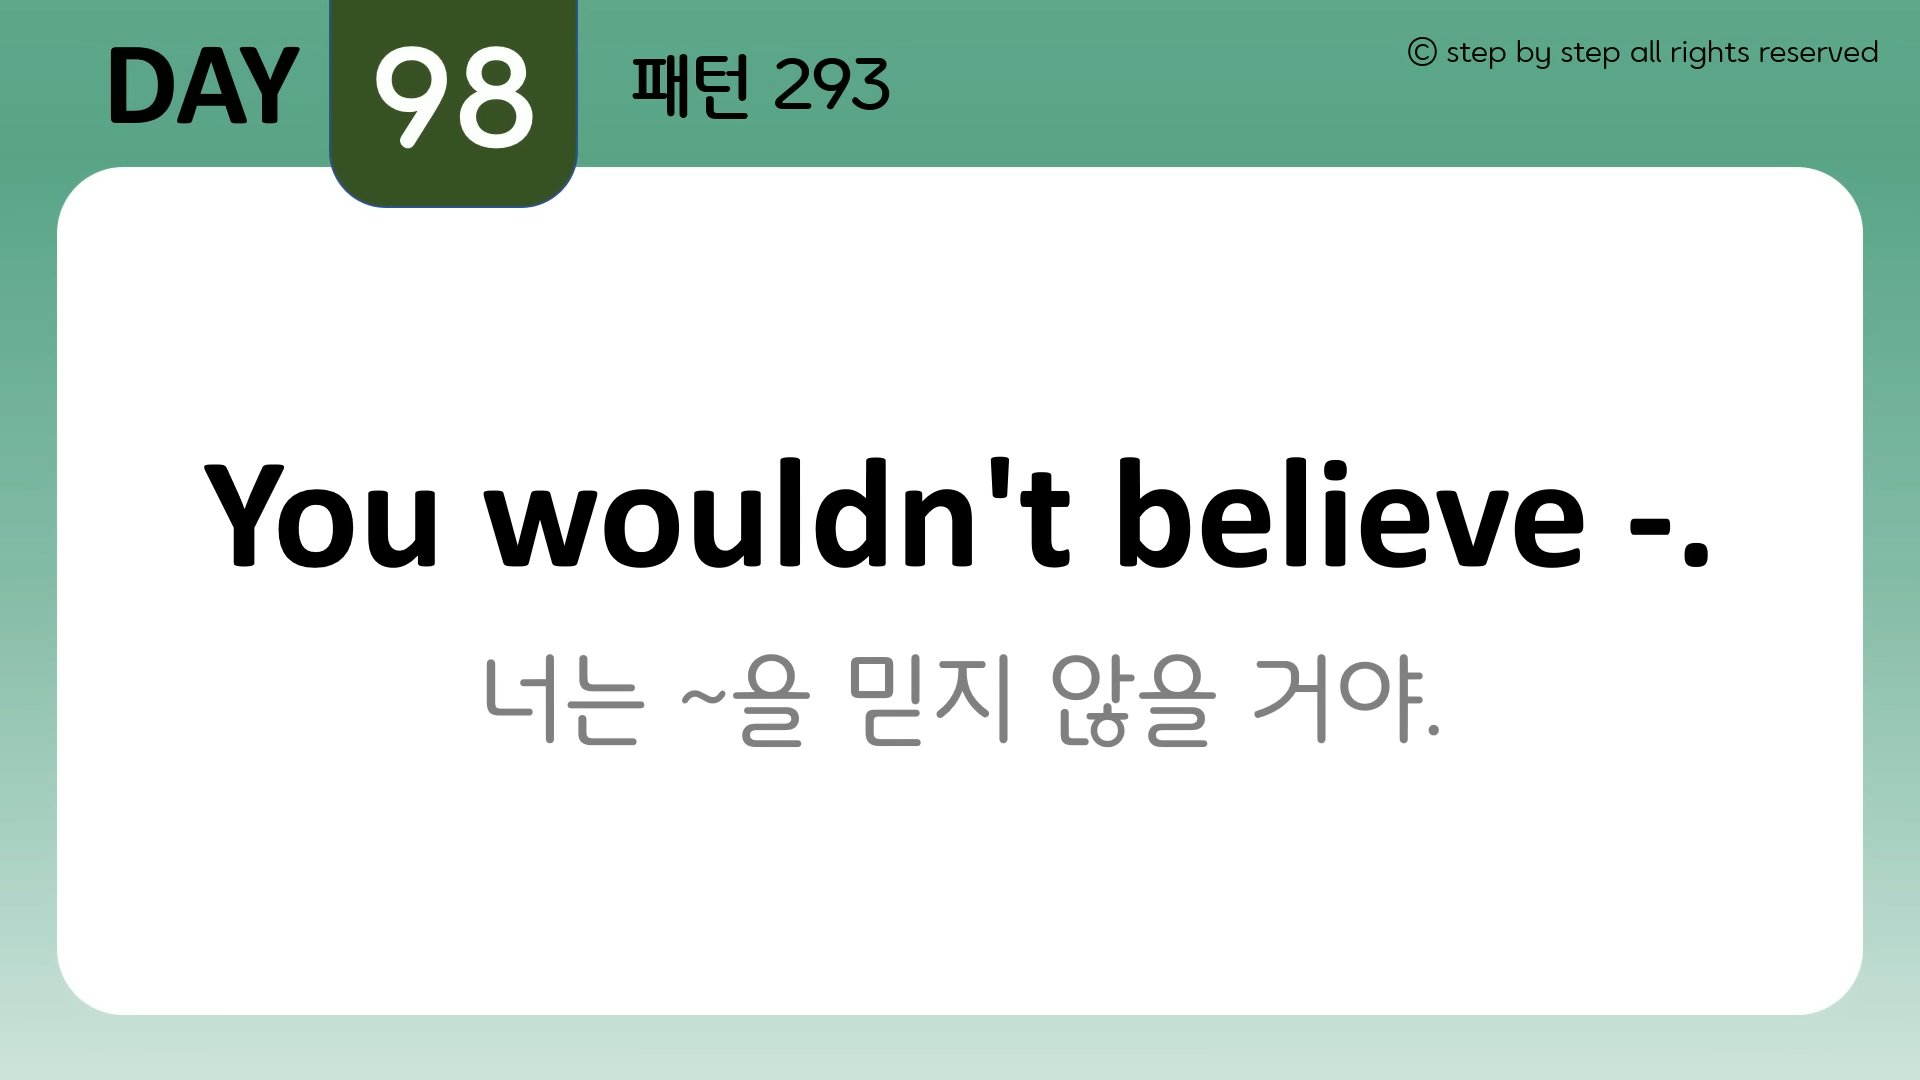 DAY 98 패턴 293
© step by step all rights reserved
You wouldn't believe -.
너는 ~을 믿지 않을 거야.